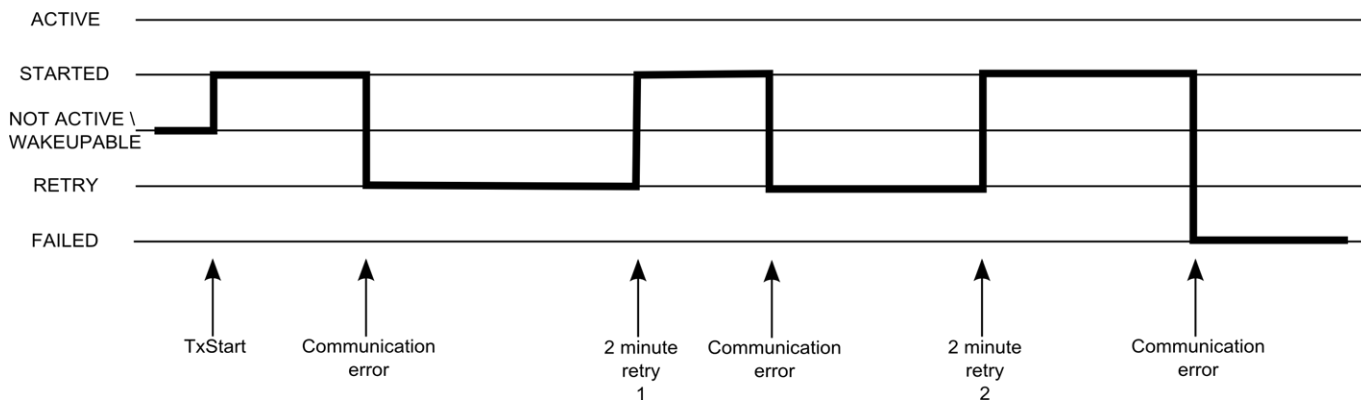 ACTIVE
STARTED
NOT ACTIVE \
WAKEUPABLE
RETRY
FAILED
TxStart
Communication
error
2 minute
retry
1
Communication
error
2 minute
retry
2
Communication
error